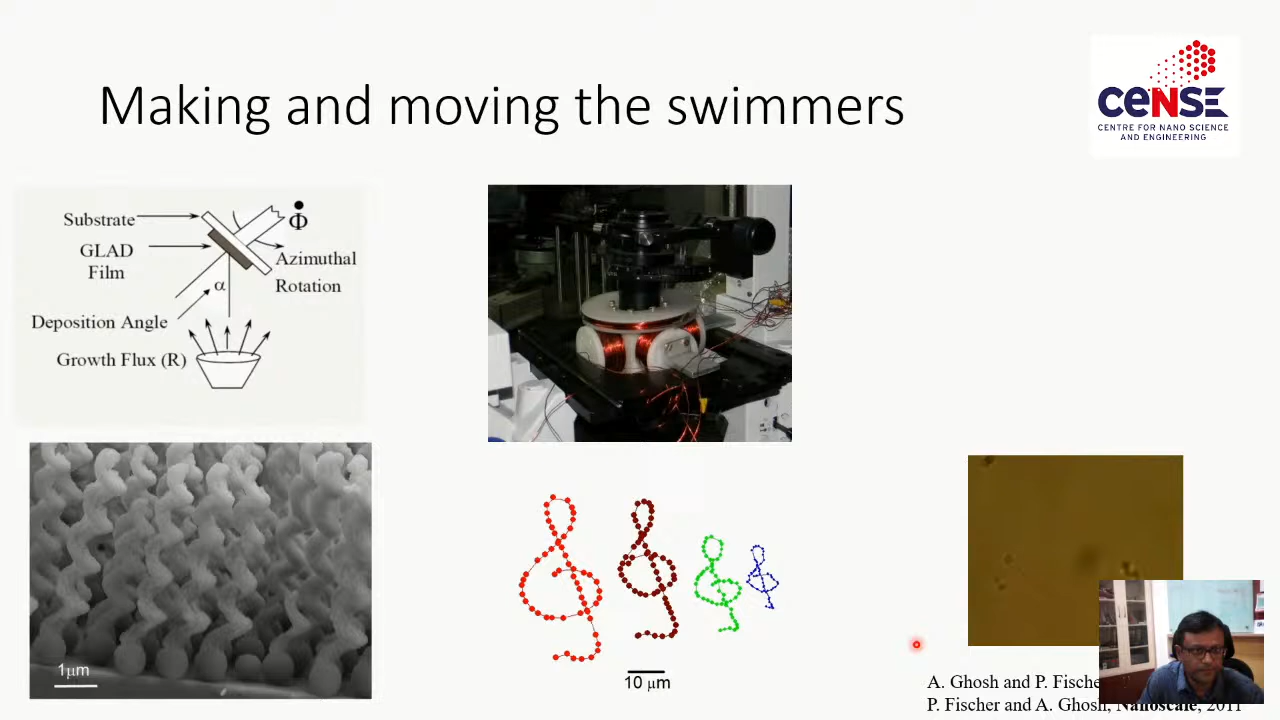 Making and moving the swimmers
CeNSE
CENTRE FOR NANO SCIENCE
AND ENGINEERING
Substrate
Φ
GLAD
Film
Azimuthal
Rotation
α
Deposition Angle
Growth Flux (R)
1μm
10 μm
A. Ghosh and P. Fische
P. Fischer and A. Ghosh, Nanoscale, 2011